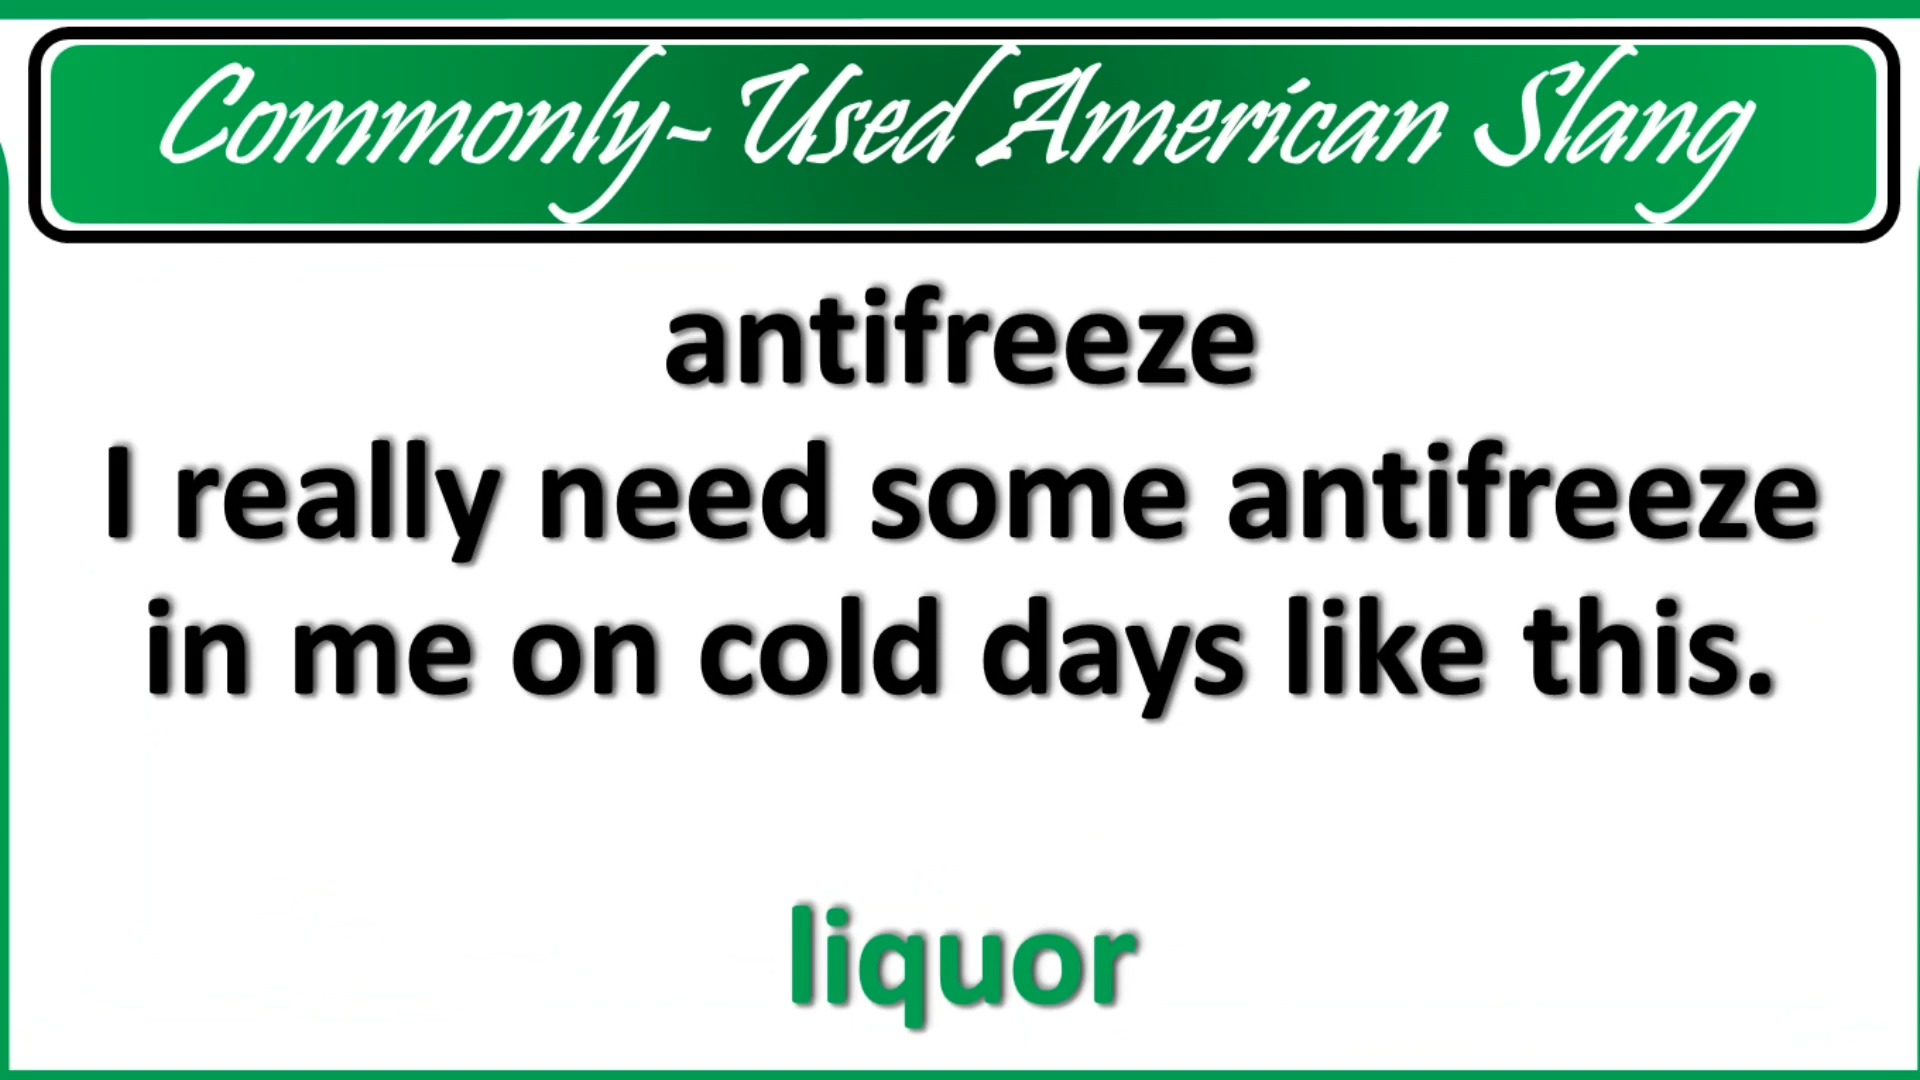 Commonly-Used American Slang
antifreeze
I really need some antifreeze
in me on cold days like this.
liquor